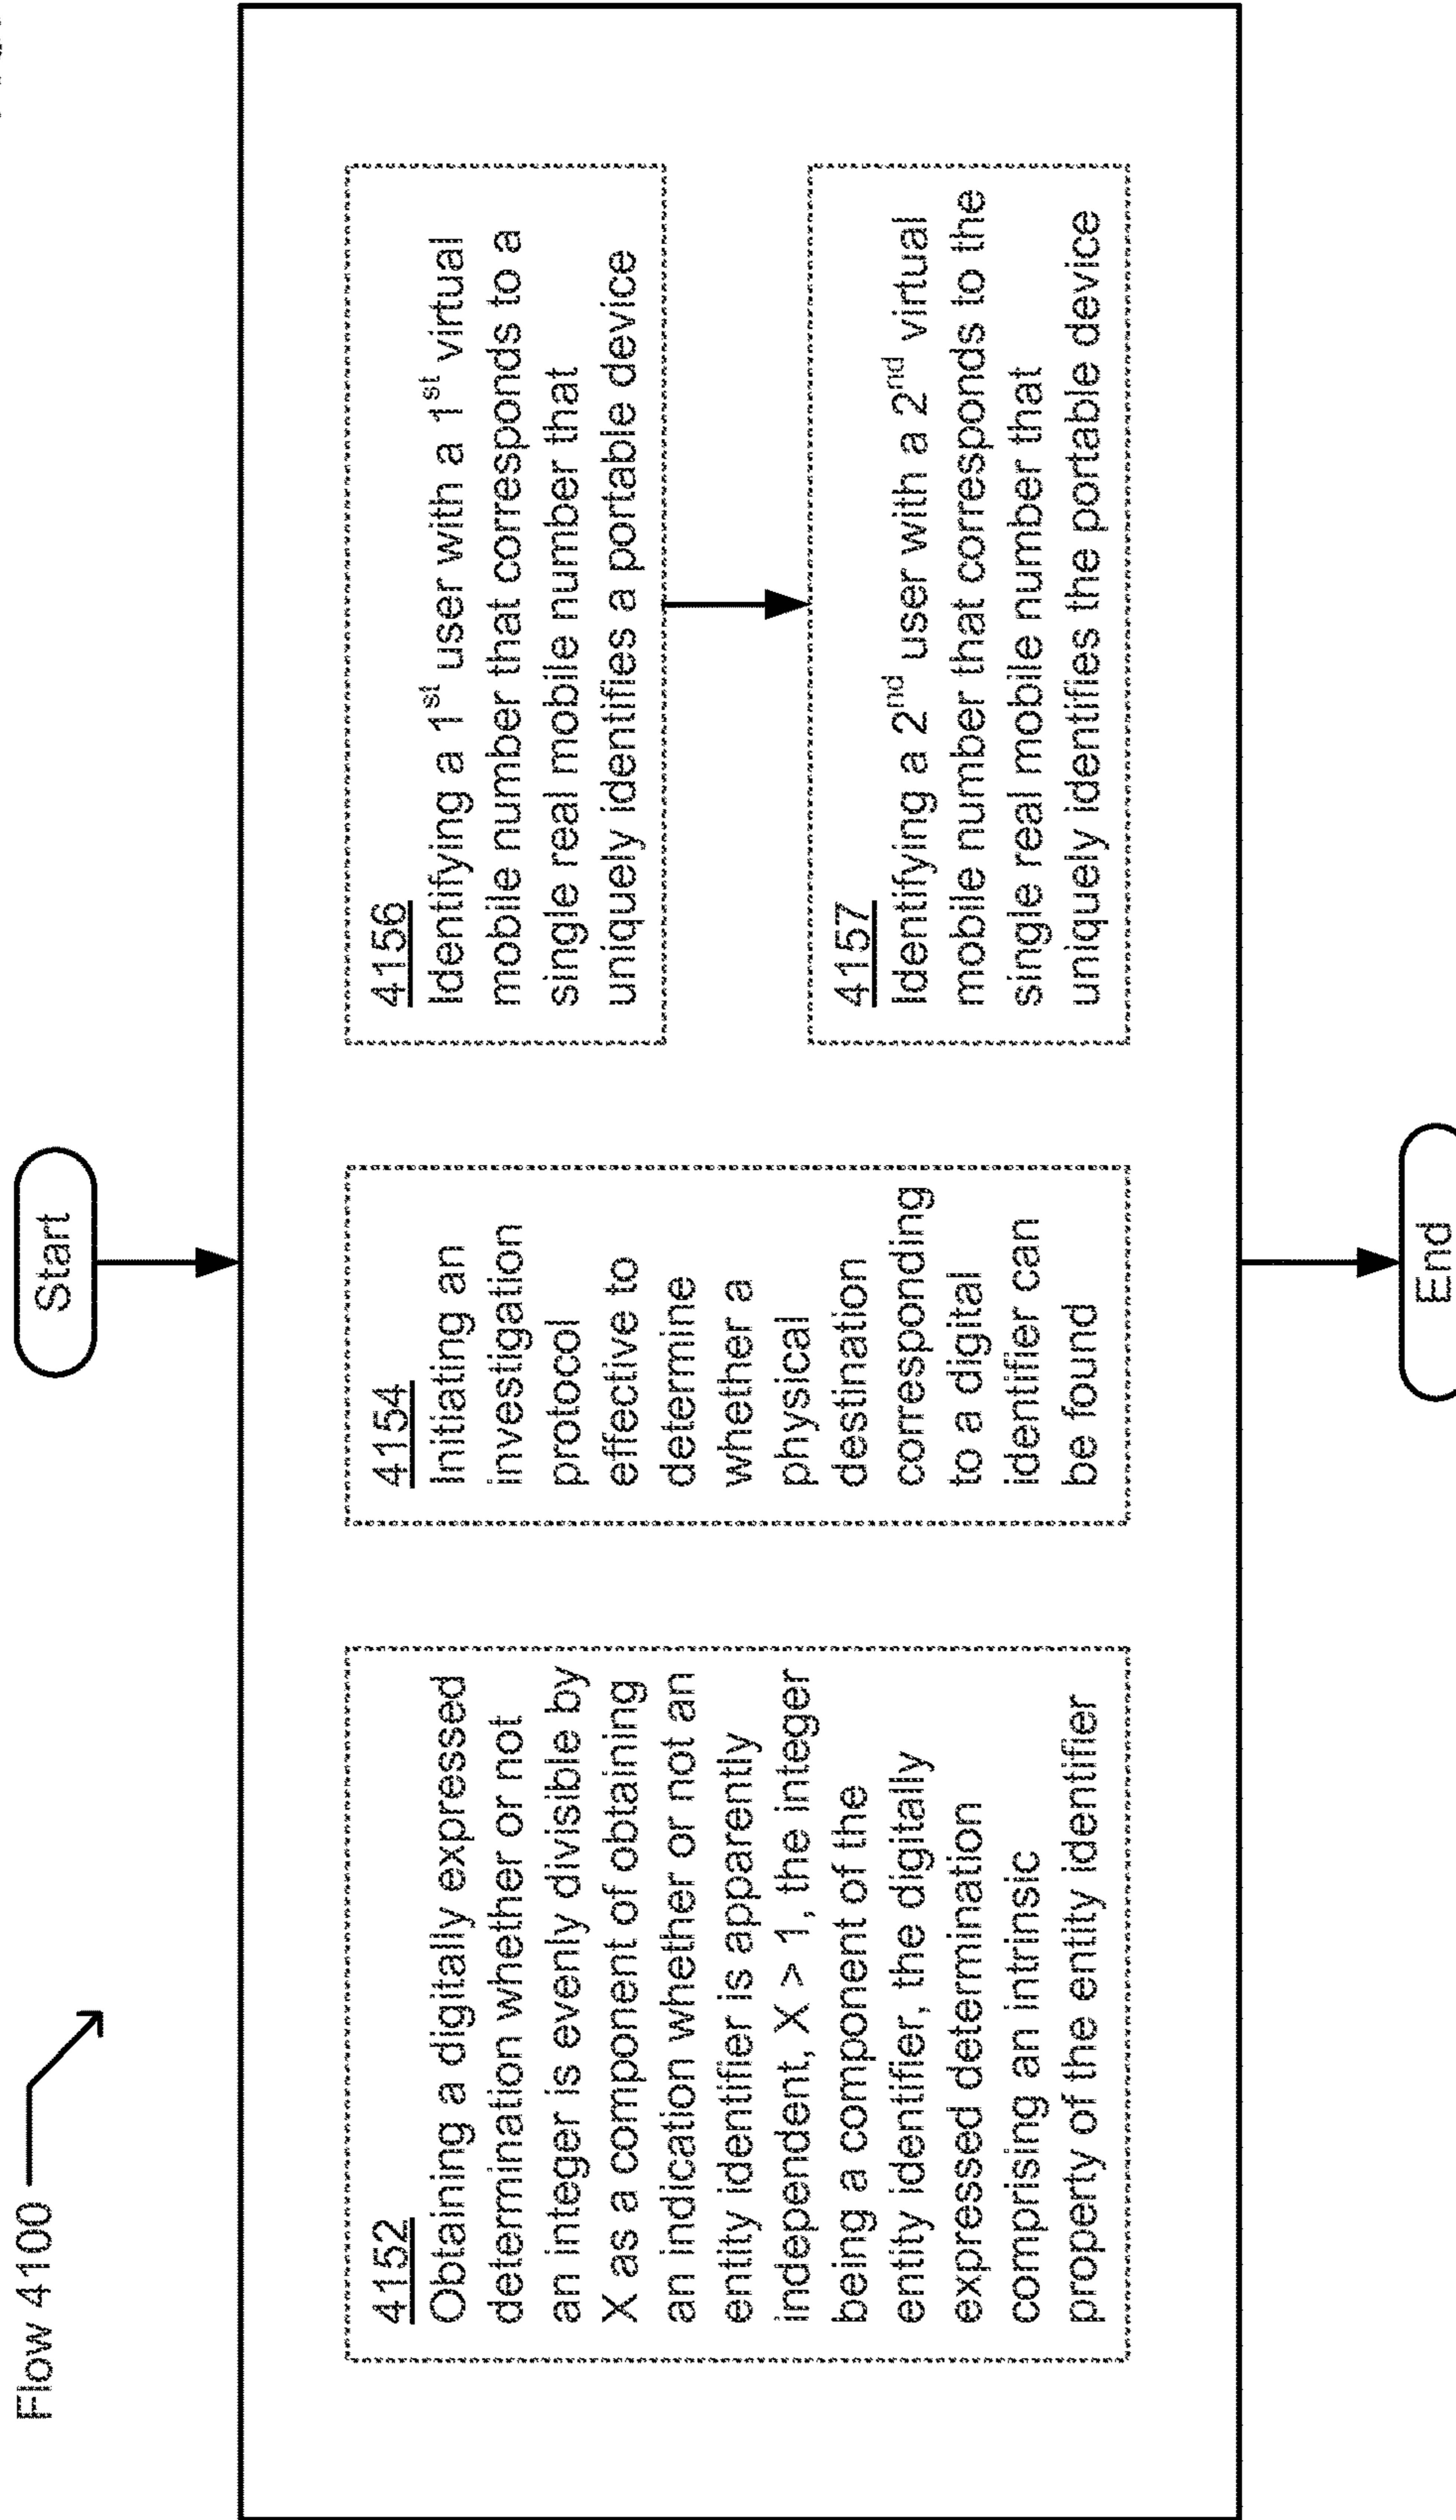 Flow 4100
Start
4152
Obtaining a digitally expressed
determination whether or not
an integer is evenly divisible by
X as a component of obtaining
an indication whether or not an
entity identifier is apparently
independent, X > 1, the integer
being a component of the
entity identifier, the digitally
expressed determination
comprising an intrinsic
property of the entity identifier
4154
Initiating an
investigation
protocol
effective to
determine
whether a
physical
destination
corresponding
to a digital
identifier can
be found
4156
Identifying a 1st user with a 1st virtual
mobile number that corresponds to a
single real mobile number that
uniquely identifies a portable device
4157
Identifying a 2nd user with a 2nd virtual
mobile number that corresponds to the
single real mobile number that
uniquely identifies the portable device
End